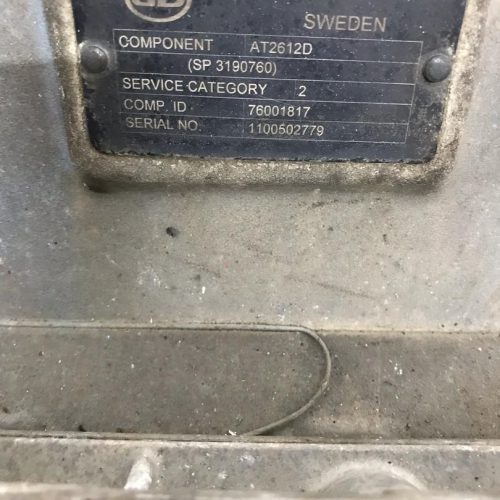 SWEDEN
COMPONENT AT2612D
(SP 3190760)
SERVICE CATEGORY 2
COMP. ID 76001817
SERIAL NO. 1100502779